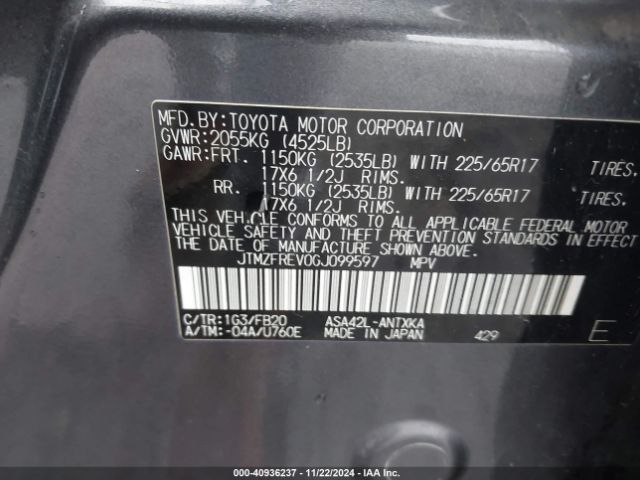 MFD. BY: TOYOTA MOTOR CORPORATION
GVWR: 2055KG (4525LB)
GAWR: FRT. 1150KG (2535LB) WITH 225/65R17 TIRES.
17X6 1/2J RIMS.
RR. 1150KG (2535LB) WITH 225/65R17 TIRES.
17X6 1/2J RIMS.
THIS VEHICLE CONFORMS TO ALL APPLICABLE FEDERAL MOTOR
VEHICLE SAFETY AND THEFT PREVENTION STANDARDS IN EFFECT
THE DATE OF MANUFACTURE SHOWN ABOVE.
JTMZFREV0GJ099597 MPV
C/TR:1G3/FB20 ASA42L-ANTXKA
A/TM:-04A/U760E MADE IN JAPAN 429 E
000-40936237 - 11/22/2024 - IAA Inc.